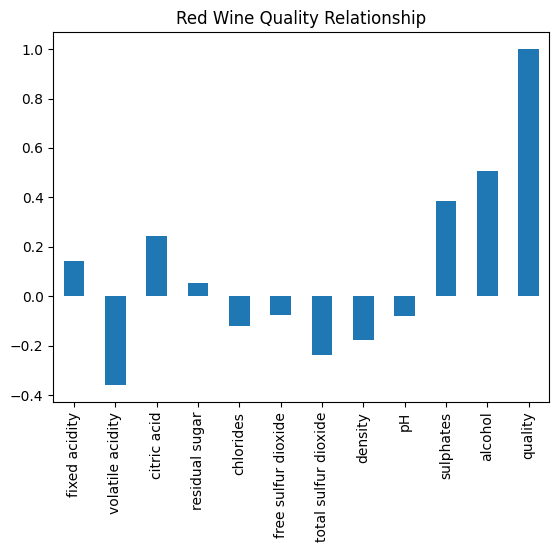 Red Wine Quality Relationship
1.0
0.8
0.6
0.4
0.2
0.0
−0.2
−0.4
fixed acidity
volatile acidity
citric acid
residual sugar
chlorides
free sulfur dioxide
total sulfur dioxide
density
pH
sulphates
alcohol
quality